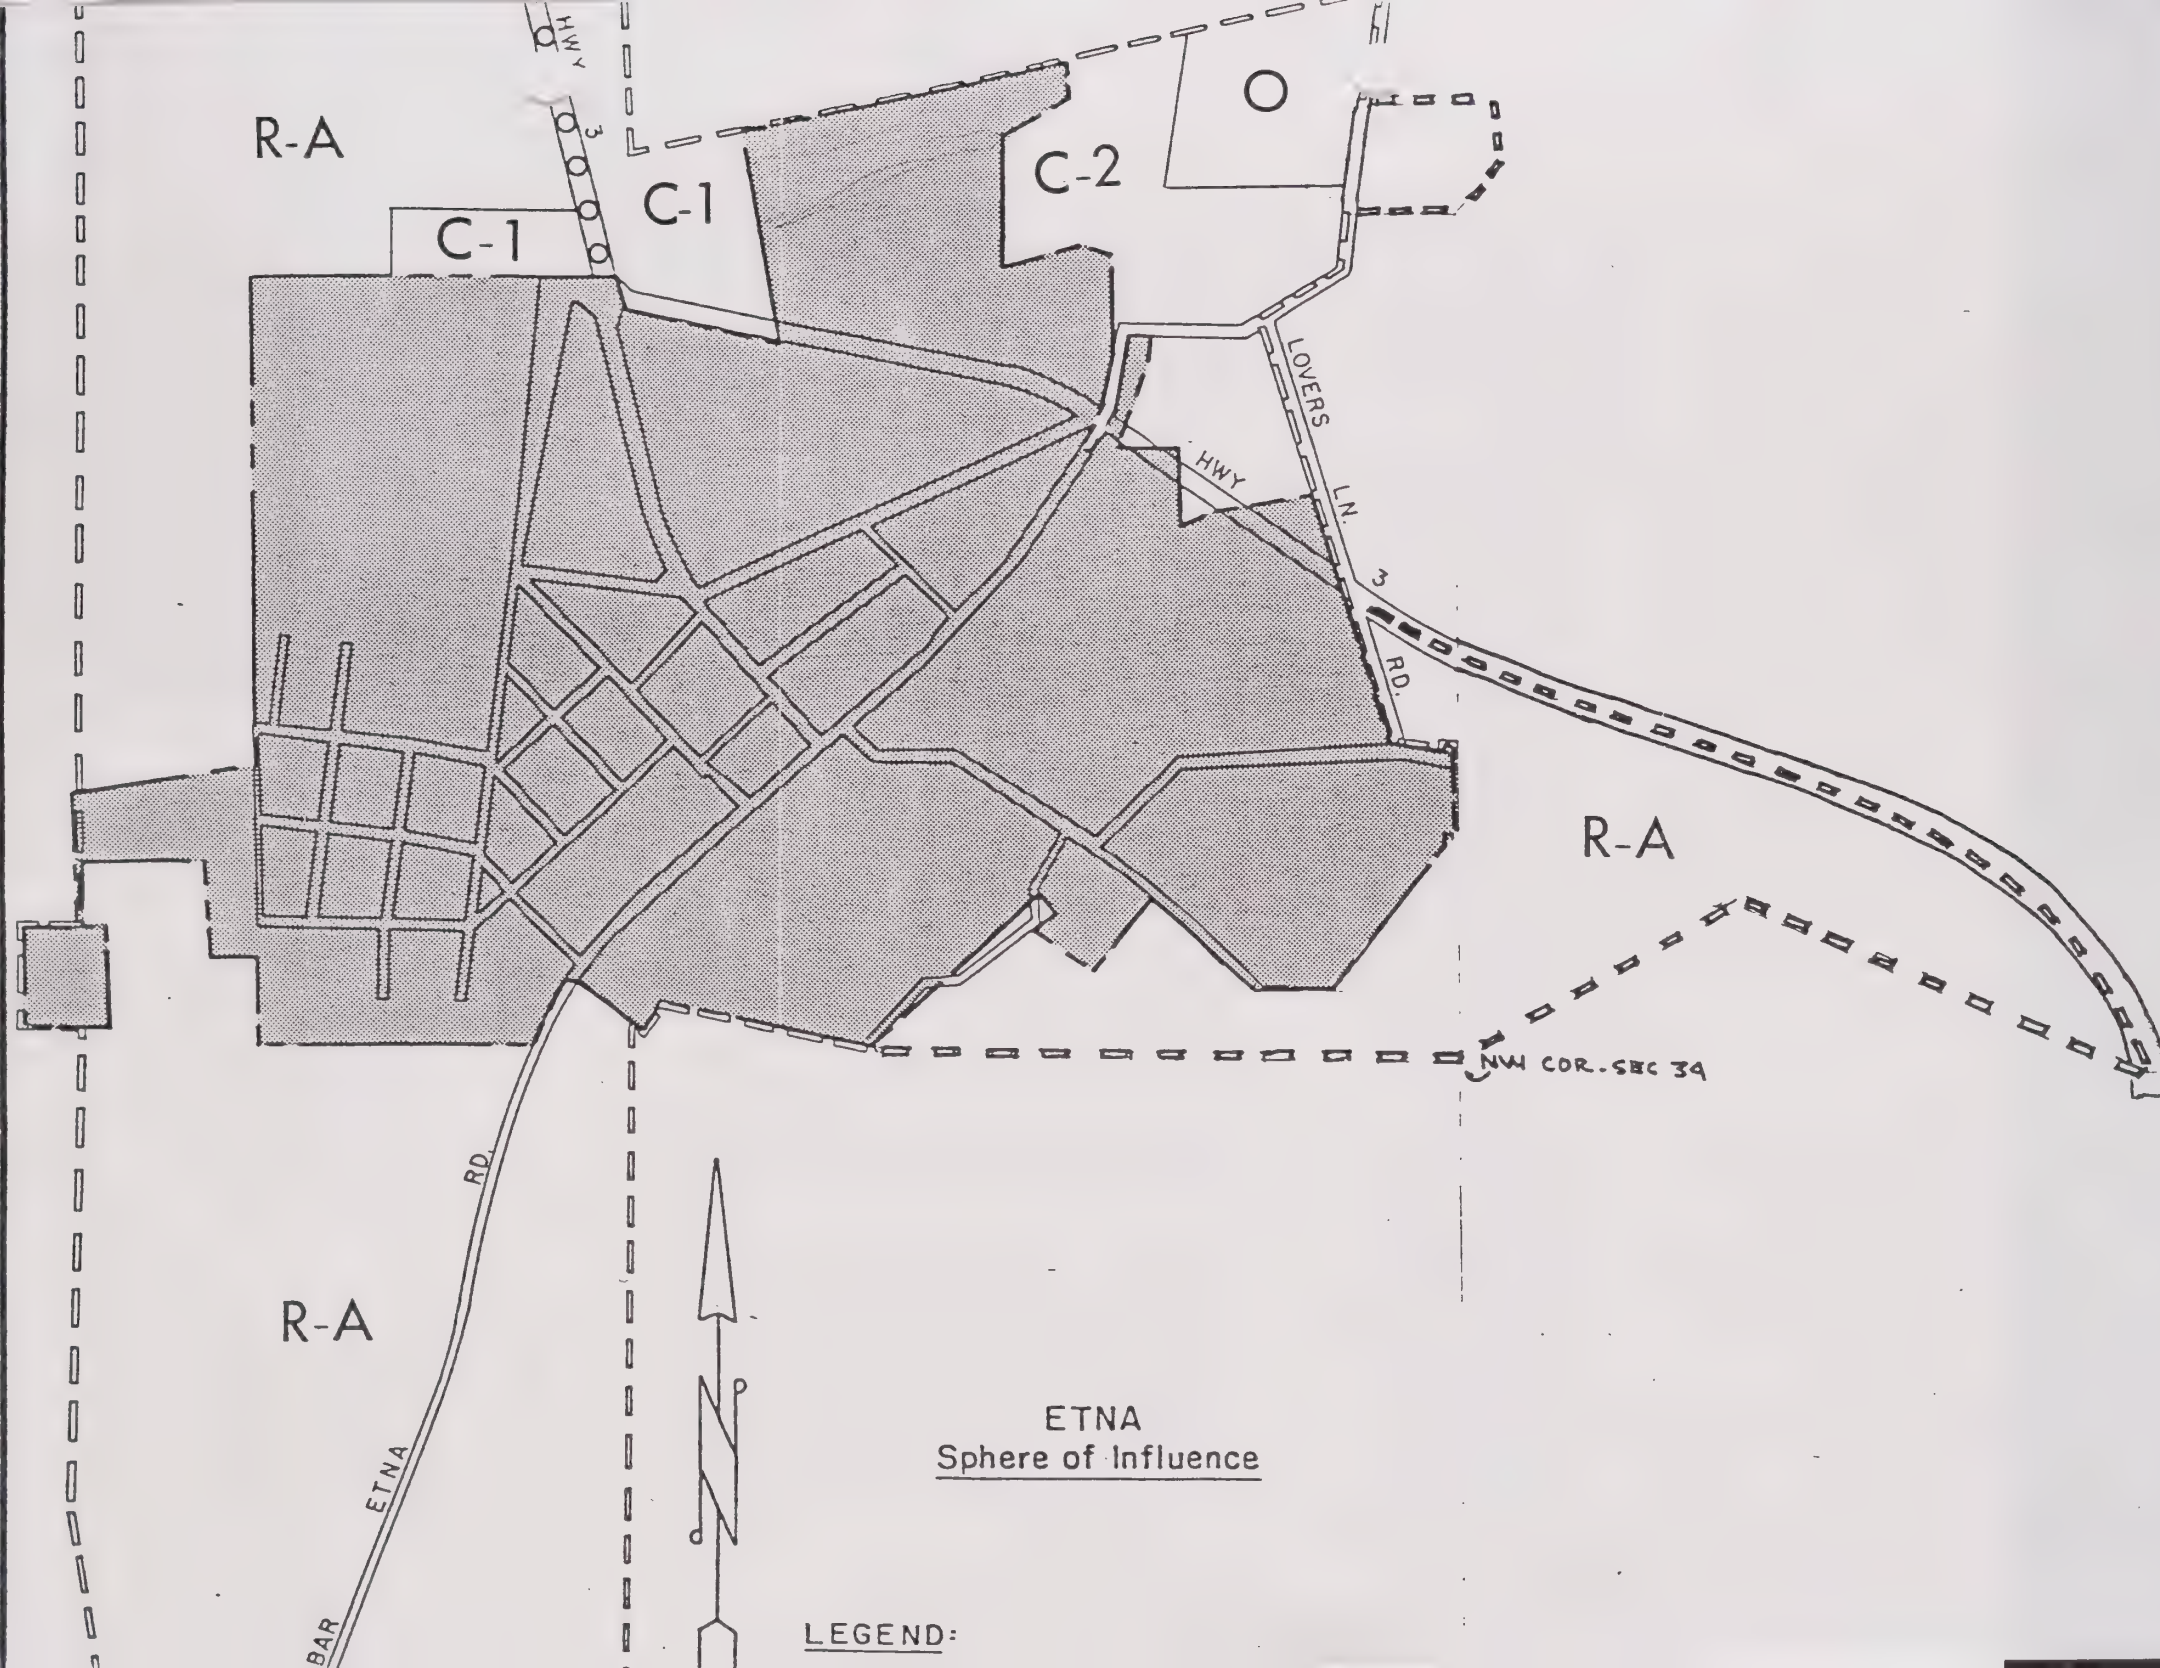 HWY
3
R-A
O
C-1
C-1
C-2
LOVERS
LN.
HWY
3
RD.
R-A
NW COR. SEC 34
RD.
R-A
ETNA
BAR
ETNA
Sphere of Influence
LEGEND: